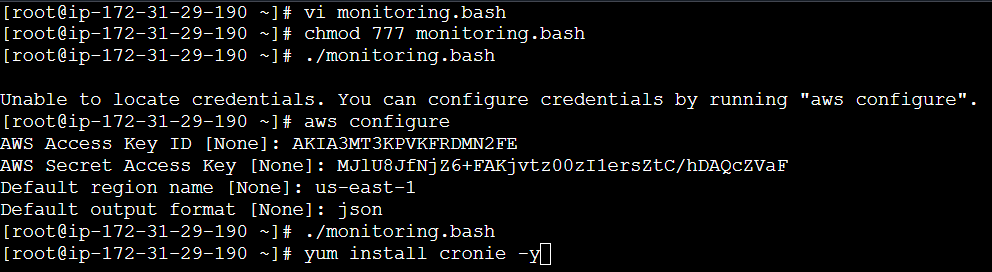 [root@ip-172-31-29-190 ~]# vi monitoring.bash
[root@ip-172-31-29-190 ~]# chmod 777 monitoring.bash
[root@ip-172-31-29-190 ~]# ./monitoring.bash
Unable to locate credentials. You can configure credentials by running "aws configure".
[root@ip-172-31-29-190 ~]# aws configure
AWS Access Key ID [None]: AKIA3MT3KPVKFRDMN2FE
AWS Secret Access Key [None]: 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
Default region name [None]: us-east-1
Default output format [None]: json
[root@ip-172-31-29-190 ~]# ./monitoring.bash
[root@ip-172-31-29-190 ~]# yum install cronie -y